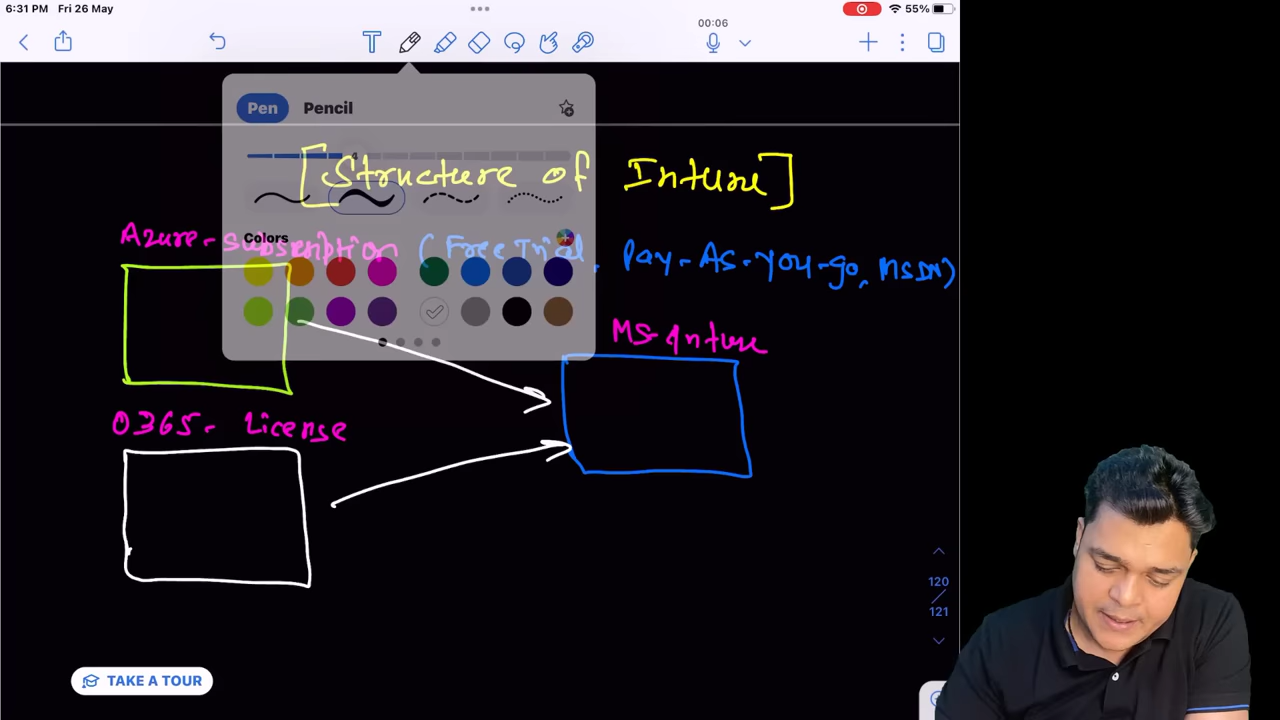 6:31 PM Fri 26 May
55%
00:06
T
Pen Pencil
4
[Structure of Intune]
Colors
Azure-Subscription (Free Trial, Pay-As-you-go, MSDN)
MS-Intune
O365- License
120
121
TAKE A TOUR